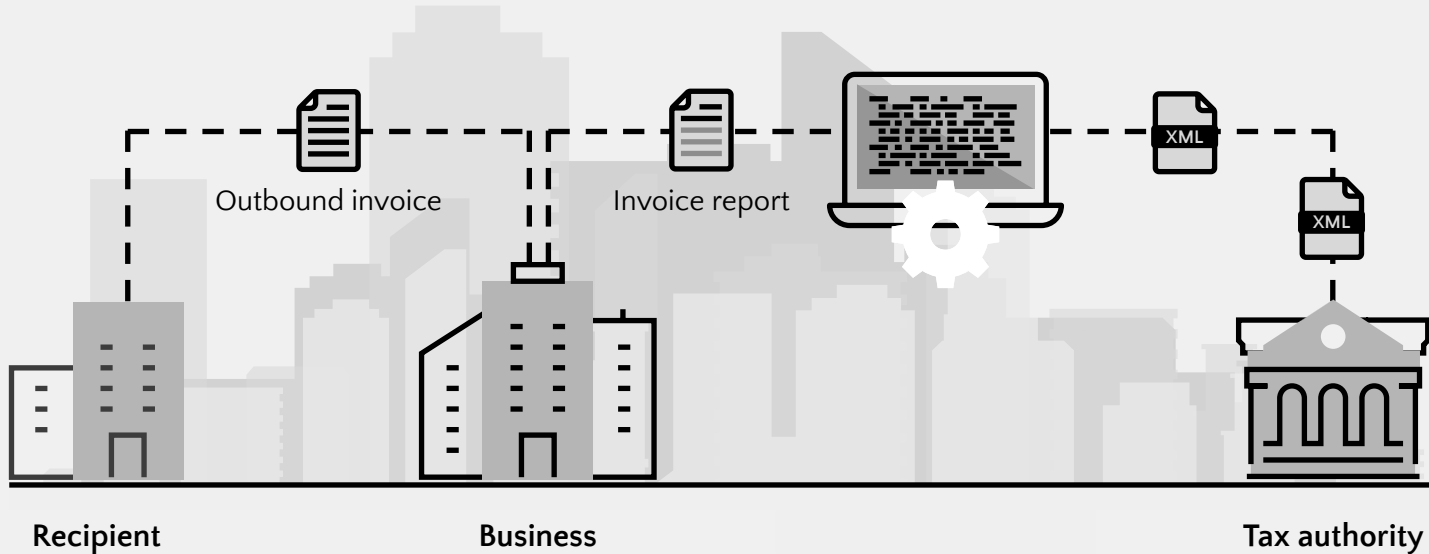 XML
XML
Outbound invoice
Invoice report
Recipient
Business
Tax authority